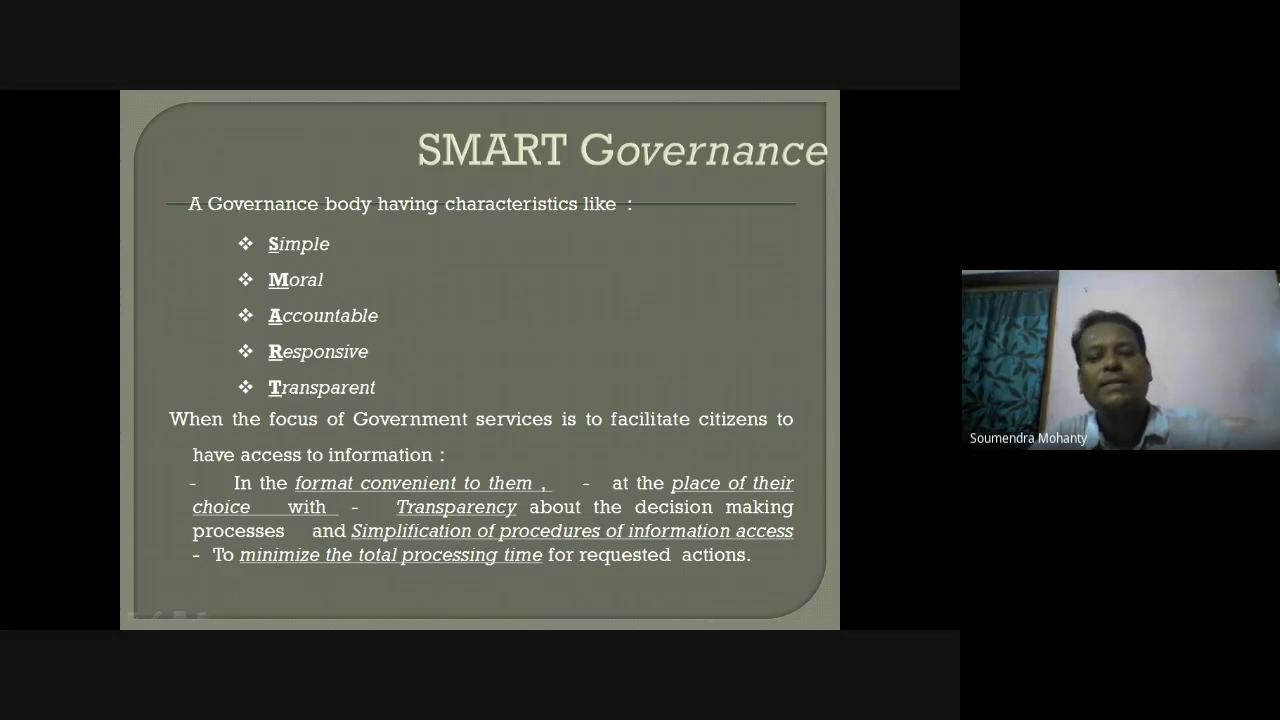 SMART Governance
A Governance body having characteristics like :
❖ Simple
❖ Moral
❖ Accountable
❖ Responsive
❖ Transparent
When the focus of Government services is to facilitate citizens to
have access to information :
- In the format convenient to them , - at the place of their
choice with - Transparency about the decision making
processes and Simplification of procedures of information access
- To minimize the total processing time for requested actions.
Soumendra Mohanty